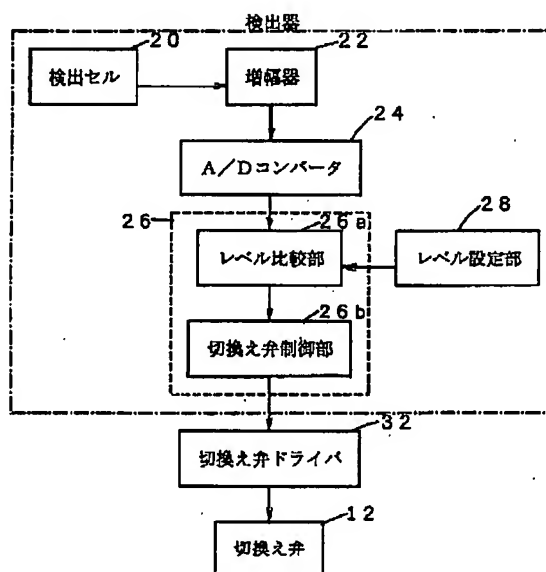 検出器
20
22
検出セル
増幅器
24
A/Dコンバータ
26
26a
28
レベル比較部
レベル設定部
26b
切換え弁制御部
32
切換え弁ドライバ
12
切換え弁